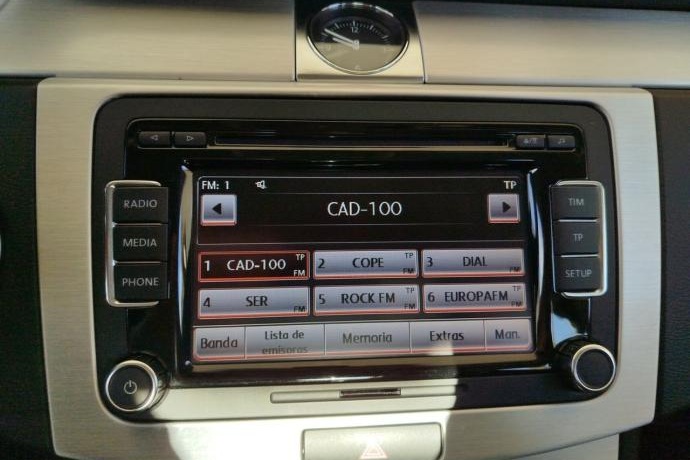 12
RADIO
MEDIA
PHONE
FM: 1
TP
CAD-100
1 CAD-100 TP FM
2 COPE TP FM
3 DIAL FM
4 SER FM
5 ROCK FM TP FM
6 EUROPAFM TP FM
Banda
Lista de
emisoras
Memoria
Extras
Man.
TIM
TP
SETUP